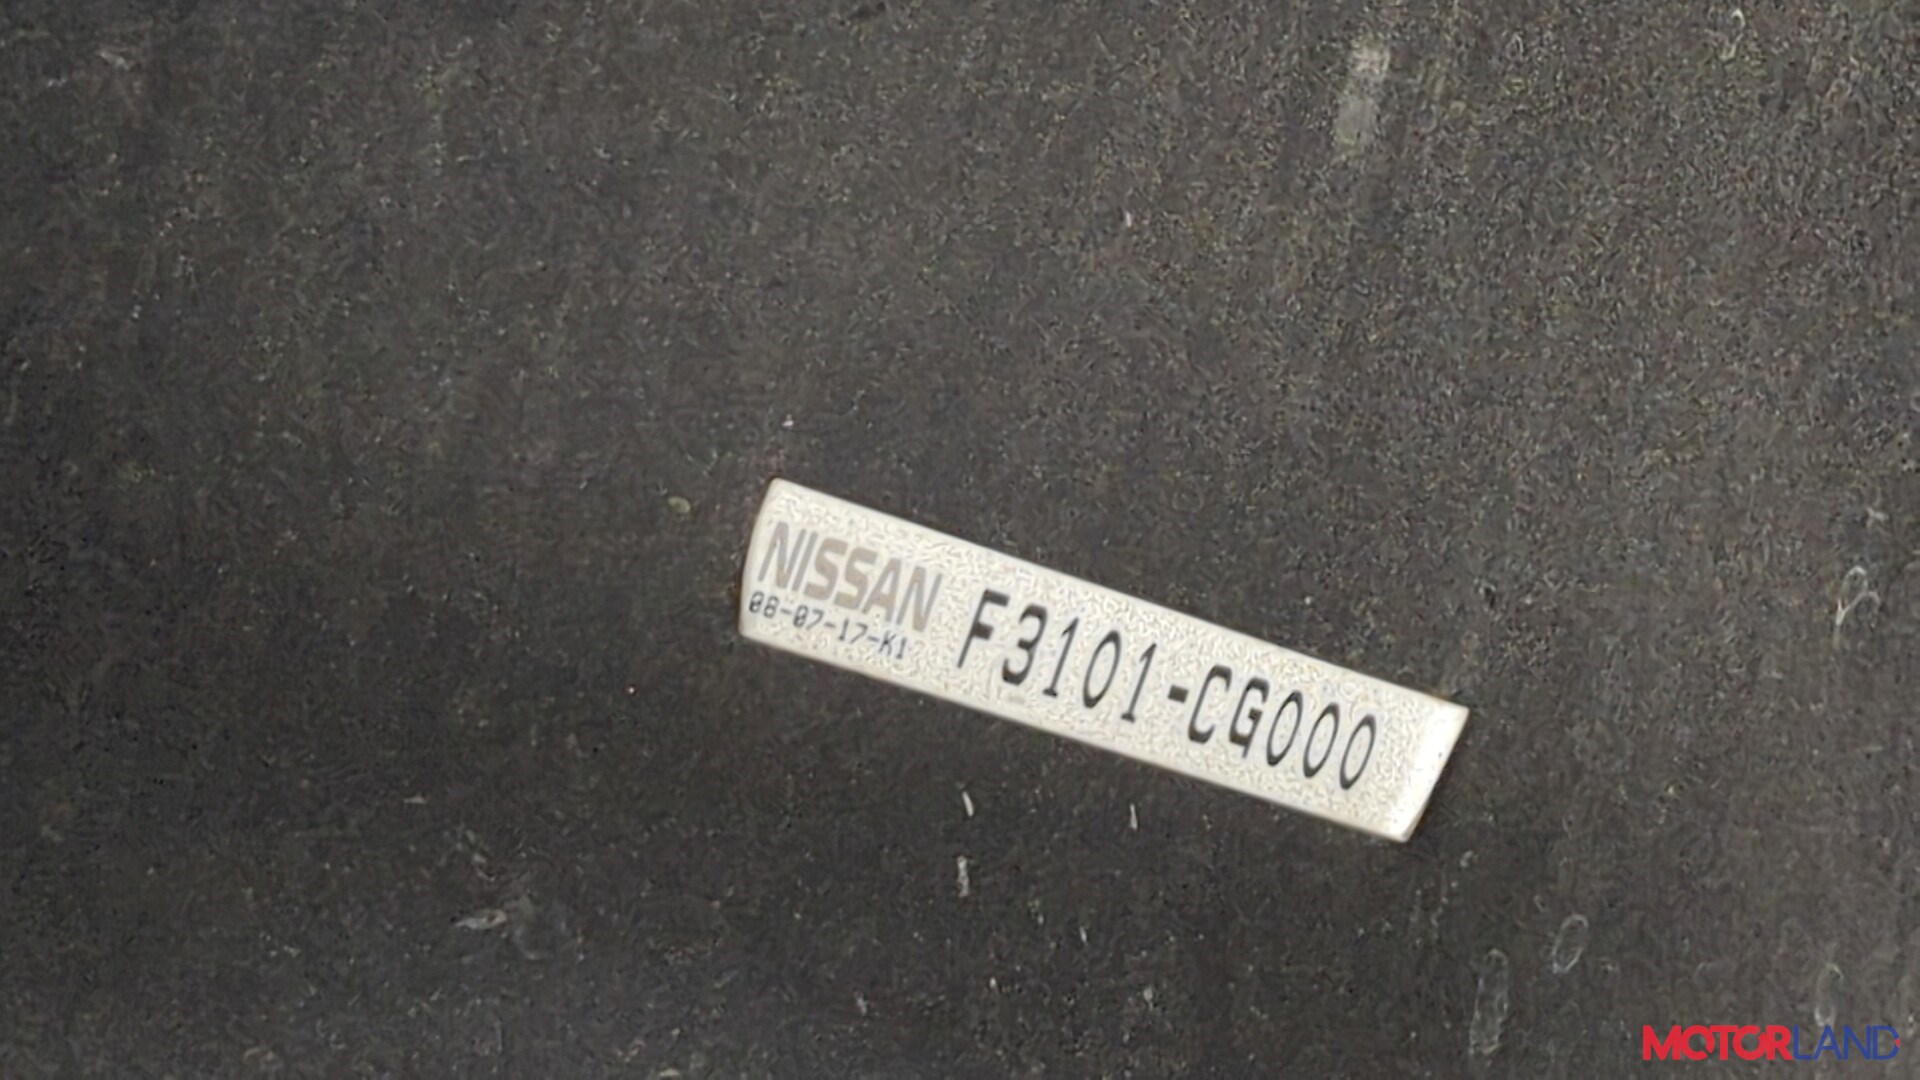 NISSAN
08-07-17-K1
F3101-CG000
MOTORLAND